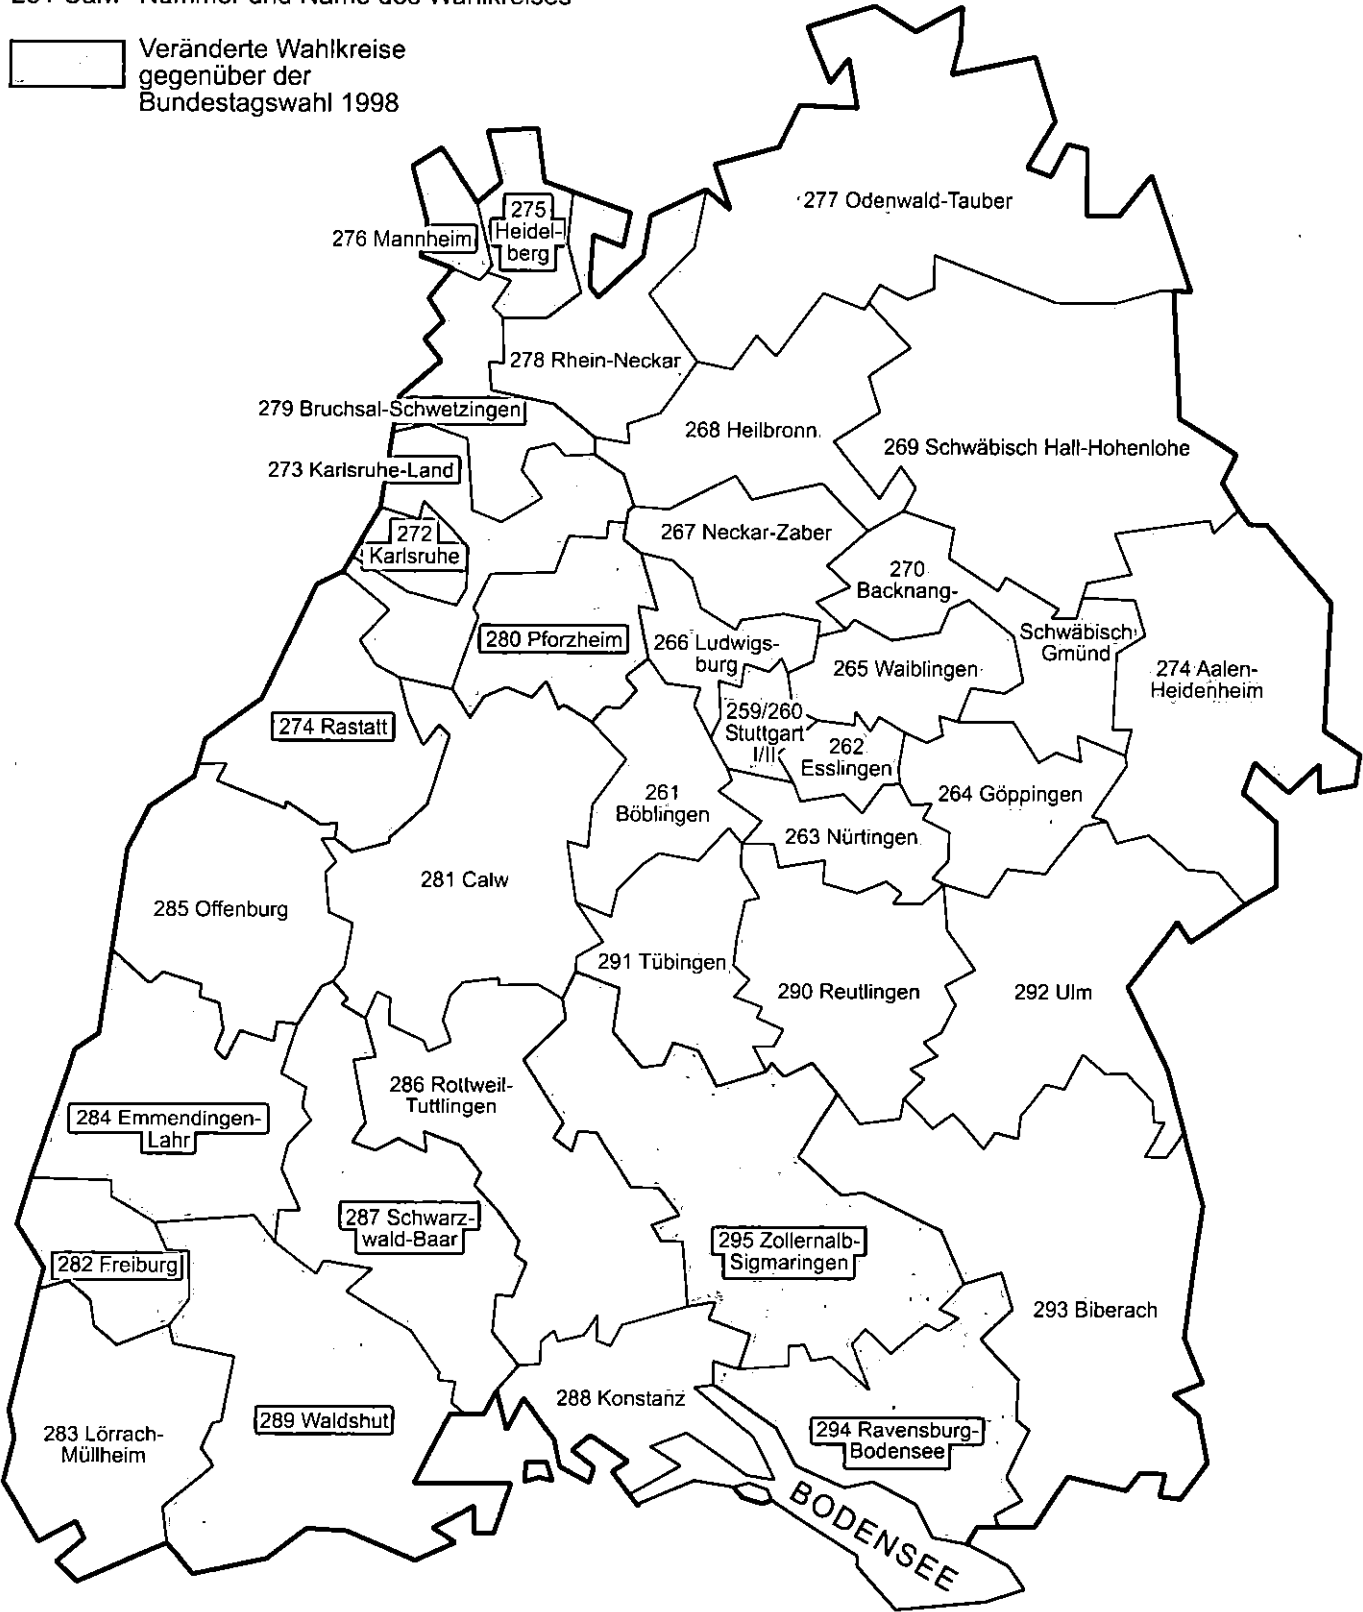 Veränderte Wahlkreise
gegenüber der
Bundestagswahl 1998
277 Odenwald-Tauber
275
Heidel-
berg
276 Mannheim
278 Rhein-Neckar
279 Bruchsal-Schwetzingen
268 Heilbronn
269 Schwäbisch Hall-Hohenlohe
273 Karlsruhe-Land
272
Karlsruhe
267 Neckar-Zaber
270
Backnang-
Schwäbisch
Gmünd
280 Pforzheim
266 Ludwigs-
burg
265 Waiblingen
274 Aalen-
Heidenheim
274 Rastatt
259/260
Stuttgart
I/II
262
Esslingen
261
Böblingen
264 Göppingen
263 Nürtingen
281 Calw
285 Offenburg
291 Tübingen
290 Reutlingen
292 Ulm
286 Rottweil-
Tuttlingen
284 Emmendingen-
Lahr
287 Schwarz-
wald-Baar
295 Zollernalb-
Sigmaringen
282 Freiburg
293 Biberach
288 Konstanz
289 Waldshut
283 Lörrach-
Müllheim
294 Ravensburg-
Bodensee
BODENSEE